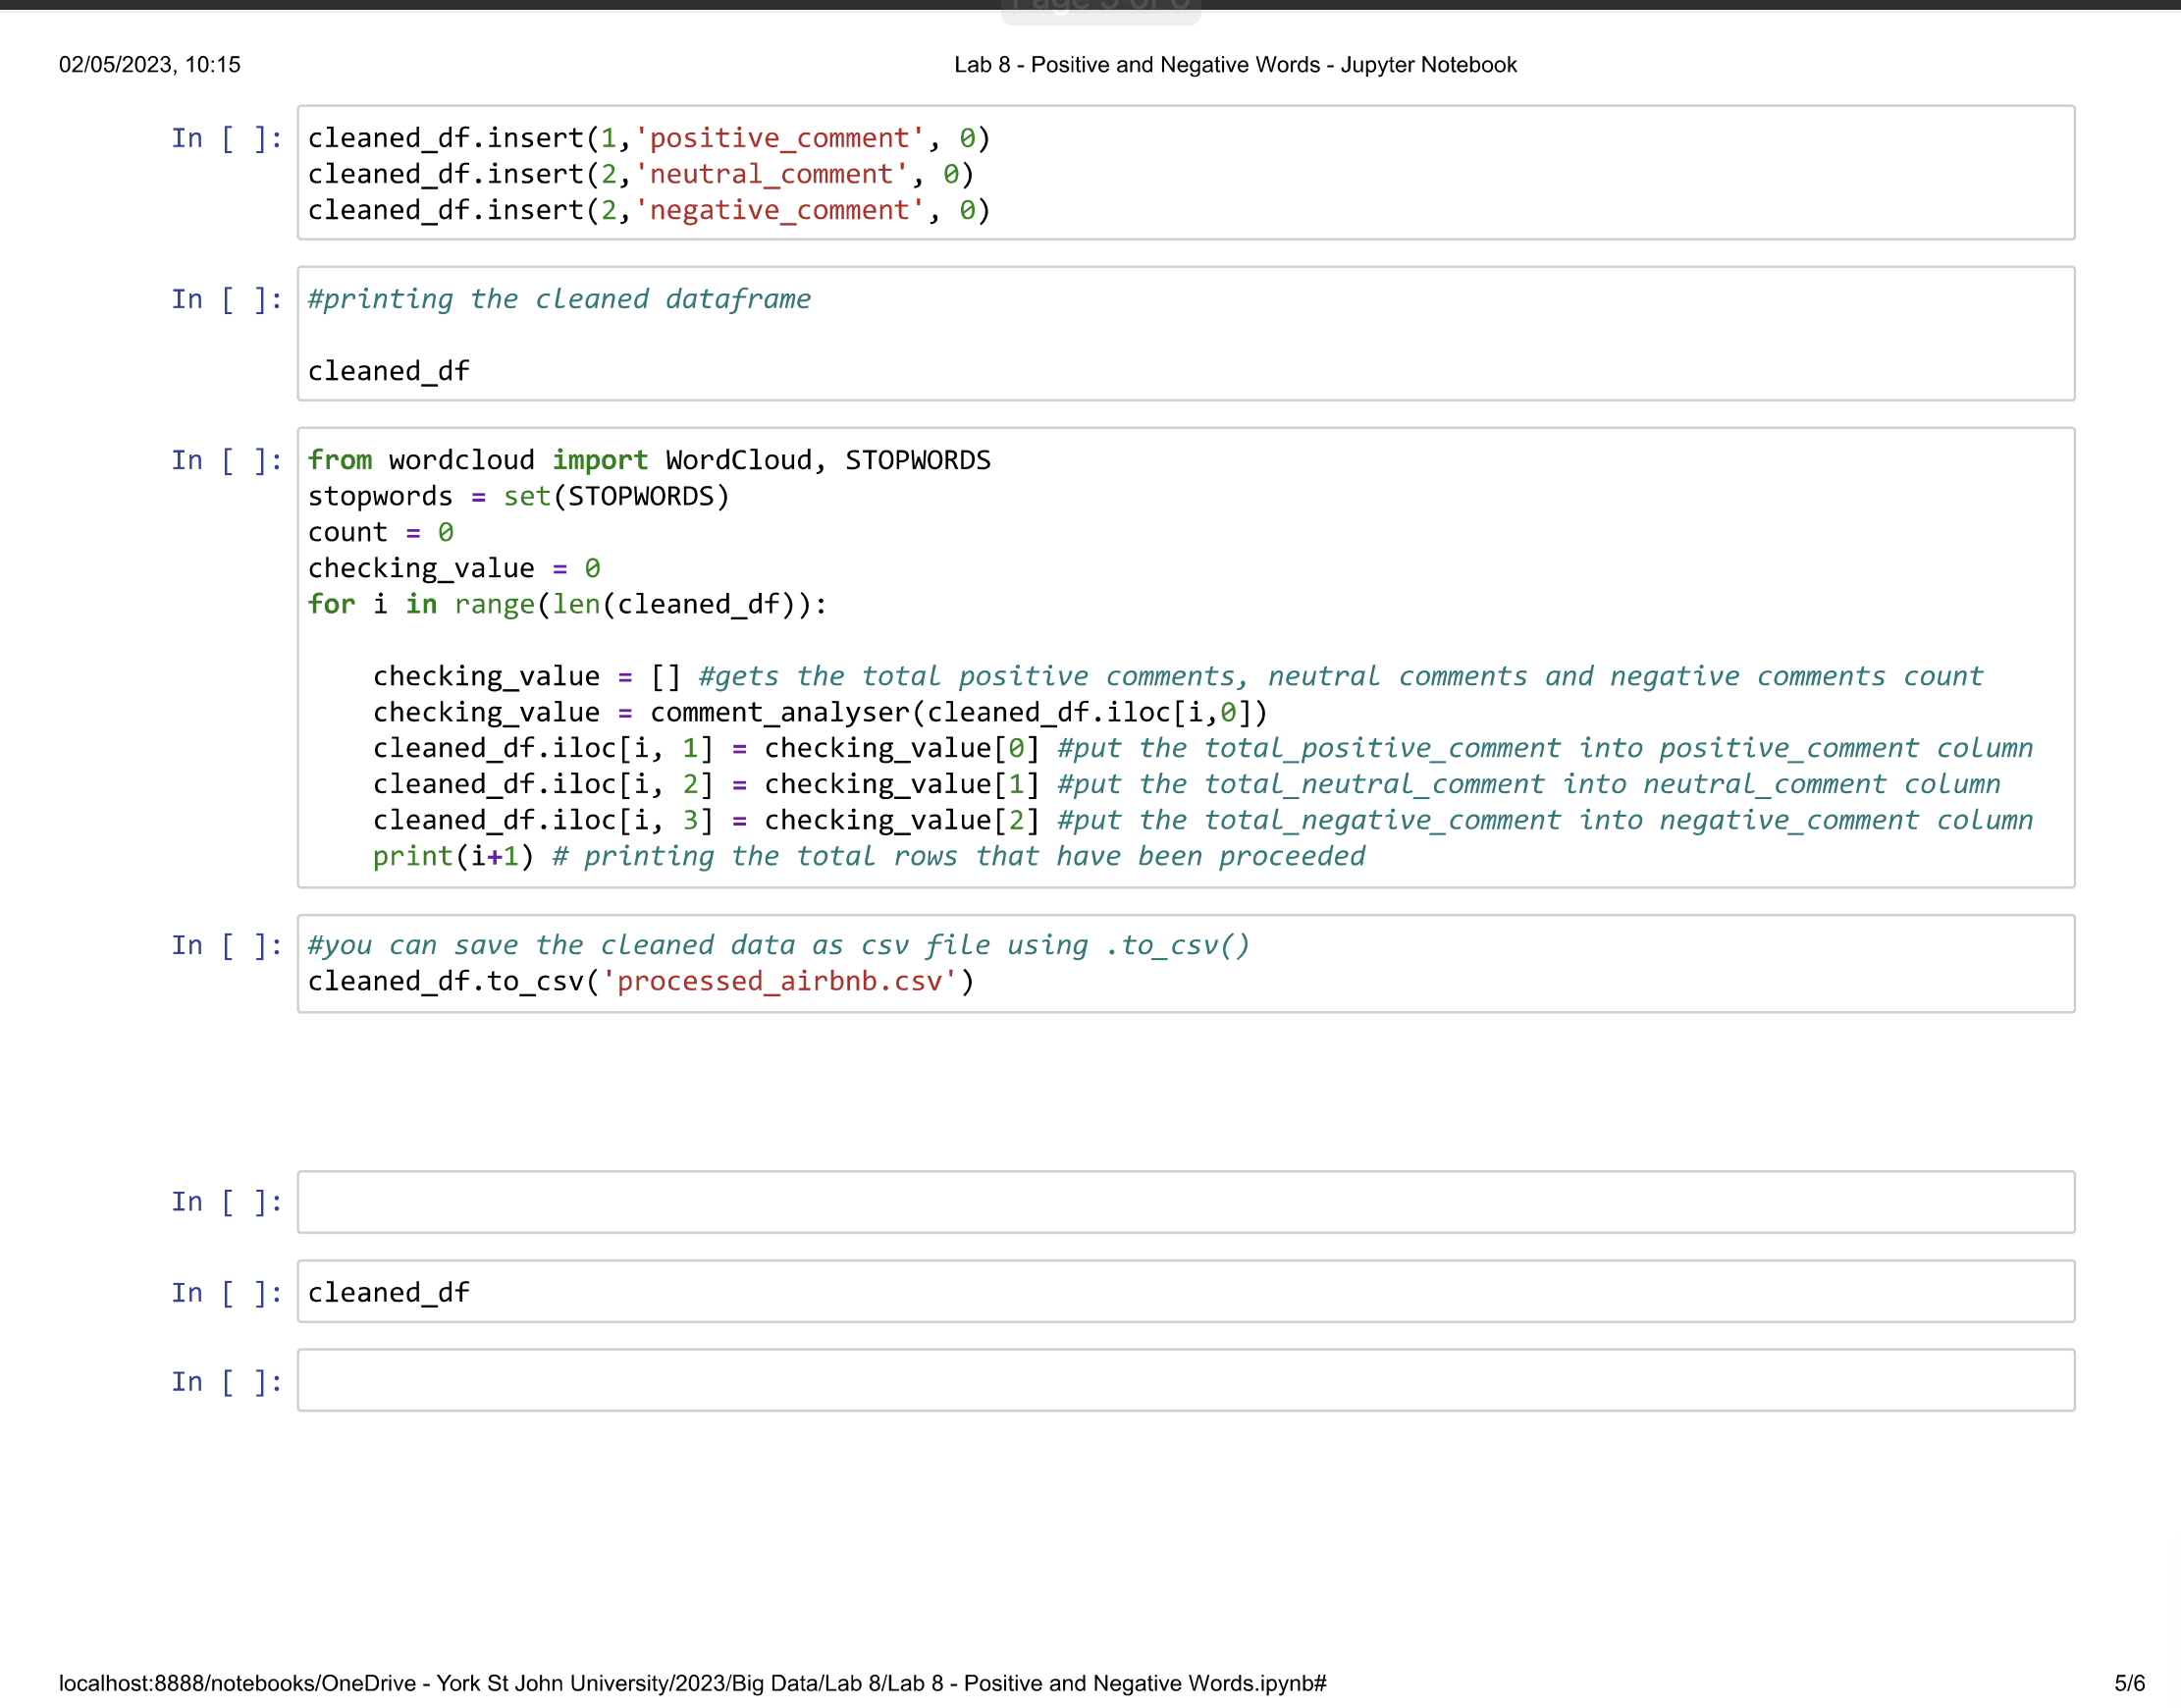 Page 5 of 6
02/05/2023, 10:15 Lab 8 - Positive and Negative Words - Jupyter Notebook
In [ ]: cleaned_df.insert(1,'positive_comment', 0)
cleaned_df.insert(2,'neutral_comment', 0)
cleaned_df.insert(2,'negative_comment', 0)
In [ ]: #printing the cleaned dataframe
cleaned_df
In [ ]: from wordcloud import WordCloud, STOPWORDS
stopwords = set(STOPWORDS)
count = 0
checking_value = 0
for i in range(len(cleaned_df)):
    checking_value = [] #gets the total positive comments, neutral comments and negative comments count
    checking_value = comment_analyser(cleaned_df.iloc[i,0])
    cleaned_df.iloc[i, 1] = checking_value[0] #put the total_positive_comment into positive_comment column
    cleaned_df.iloc[i, 2] = checking_value[1] #put the total_neutral_comment into neutral_comment column
    cleaned_df.iloc[i, 3] = checking_value[2] #put the total_negative_comment into negative_comment column
    print(i+1) # printing the total rows that have been proceeded
In [ ]: #you can save the cleaned data as csv file using .to_csv()
cleaned_df.to_csv('processed_airbnb.csv')
In [ ]:
In [ ]: cleaned_df
In [ ]:
localhost:8888/notebooks/OneDrive - York St John University/2023/Big Data/Lab 8/Lab 8 - Positive and Negative Words.ipynb# 5/6